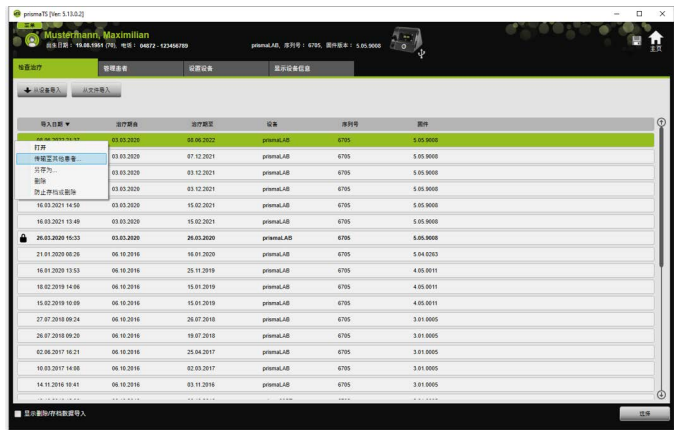 prismaTS [Ver: 5.13.0.2]
Mustermann, Maximilian
出生日期： 19.08.1951 (70), 电话： 04872 - 123456789
prismaLAB, 序列号： 6705, 固件版本： 5.05.9008
主页
检查治疗 管理患者 设置设备 显示设备信息
从设备导入 从文件导入
导入日期 治疗期自 治疗期至 设备 序列号 固件
08.06.2022 21:37 03.03.2020 08.06.2022 prismaLAB 6705 5.05.9008
打开
传输至其他患者...
另存为...
删除
防止存档或删除
03.03.2020 07.12.2021 prismaLAB 6705 5.05.9008
03.03.2020 03.12.2021 prismaLAB 6705 5.05.9008
03.03.2020 03.12.2021 prismaLAB 6705 5.05.9008
16.03.2021 14:50 03.03.2020 15.02.2021 prismaLAB 6705 5.05.9008
16.03.2021 13:49 03.03.2020 15.02.2021 prismaLAB 6705 5.05.9008
26.03.2020 15:33 03.03.2020 26.03.2020 prismaLAB 6705 5.05.9008
21.01.2020 08:26 06.10.2016 16.01.2020 prismaLAB 6705 5.04.0263
16.01.2020 13:53 06.10.2016 25.11.2019 prismaLAB 6705 4.05.0011
18.02.2019 14:06 06.10.2016 15.01.2019 prismaLAB 6705 4.05.0011
15.02.2019 10:09 06.10.2016 15.01.2019 prismaLAB 6705 4.05.0011
27.07.2018 09:24 06.10.2016 26.07.2018 prismaLAB 6705 3.01.0005
26.07.2018 09:20 06.10.2016 19.07.2018 prismaLAB 6705 3.01.0005
02.06.2017 16:21 06.10.2016 25.04.2017 prismaLAB 6705 3.01.0005
10.03.2017 14:08 06.10.2016 02.03.2017 prismaLAB 6705 3.01.0005
14.11.2016 10:41 06.10.2016 03.11.2016 prismaLAB 6705 3.01.0005
显示删除/存档数据导入
选择